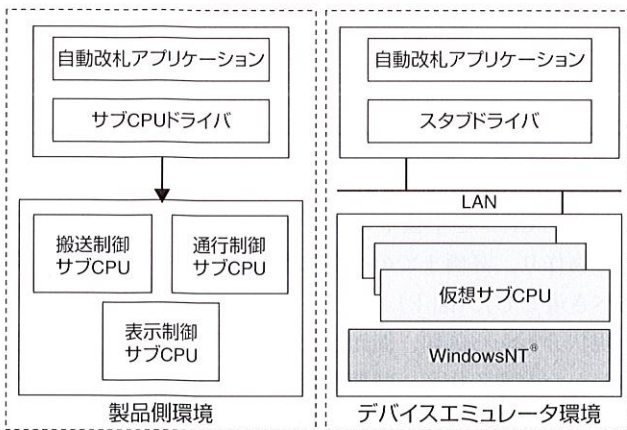 自動改札アプリケーション
サブCPUドライバ
搬送制御
サブCPU
通行制御
サブCPU
表示制御
サブCPU
製品側環境
自動改札アプリケーション
スタブドライバ
LAN
仮想サブCPU
WindowsNT®
デバイスエミュレータ環境